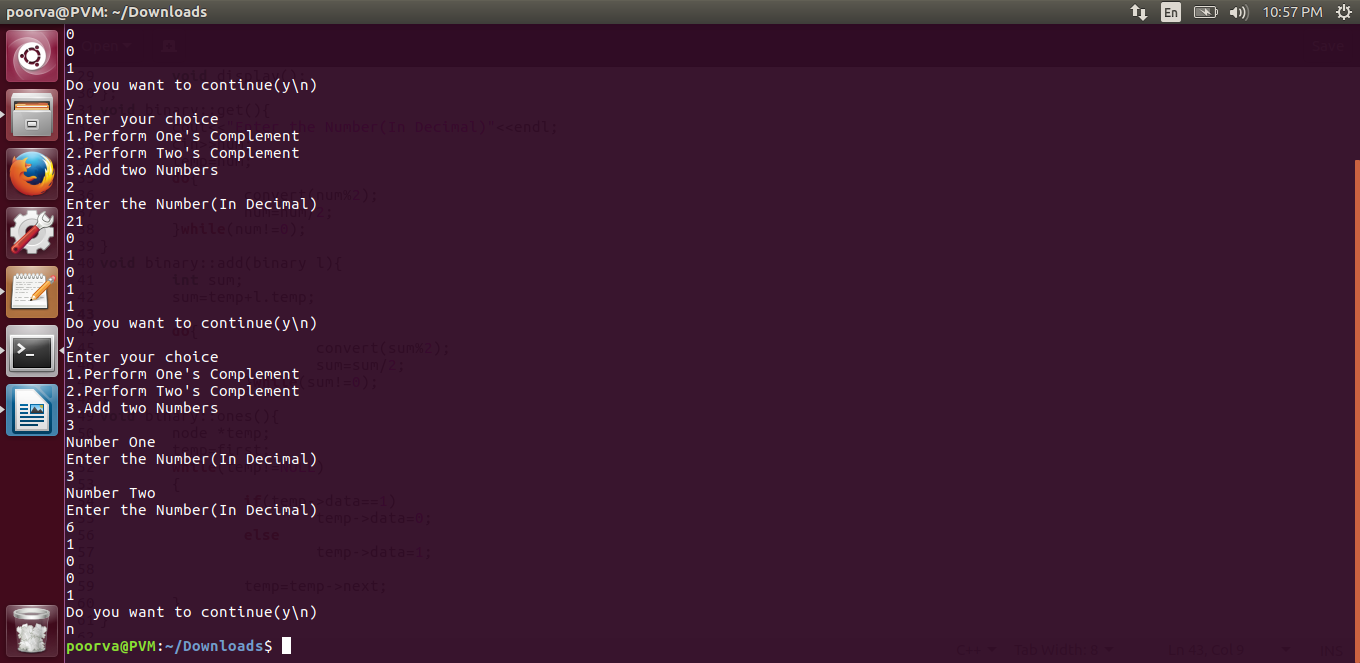 poorva@PVM: ~/Downloads
En
10:57 PM
0
0
1
Do you want to continue(y\n)
y
Enter your choice
1.Perform One's Complement
2.Perform Two's Complement
3.Add two Numbers
2
Enter the Number(In Decimal)
21
0
1
0
1
1
Do you want to continue(y\n)
y
Enter your choice
1.Perform One's Complement
2.Perform Two's Complement
3.Add two Numbers
3
Number One
Enter the Number(In Decimal)
3
Number Two
Enter the Number(In Decimal)
6
1
0
0
1
Do you want to continue(y\n)
n
poorva@PVM:~/Downloads$